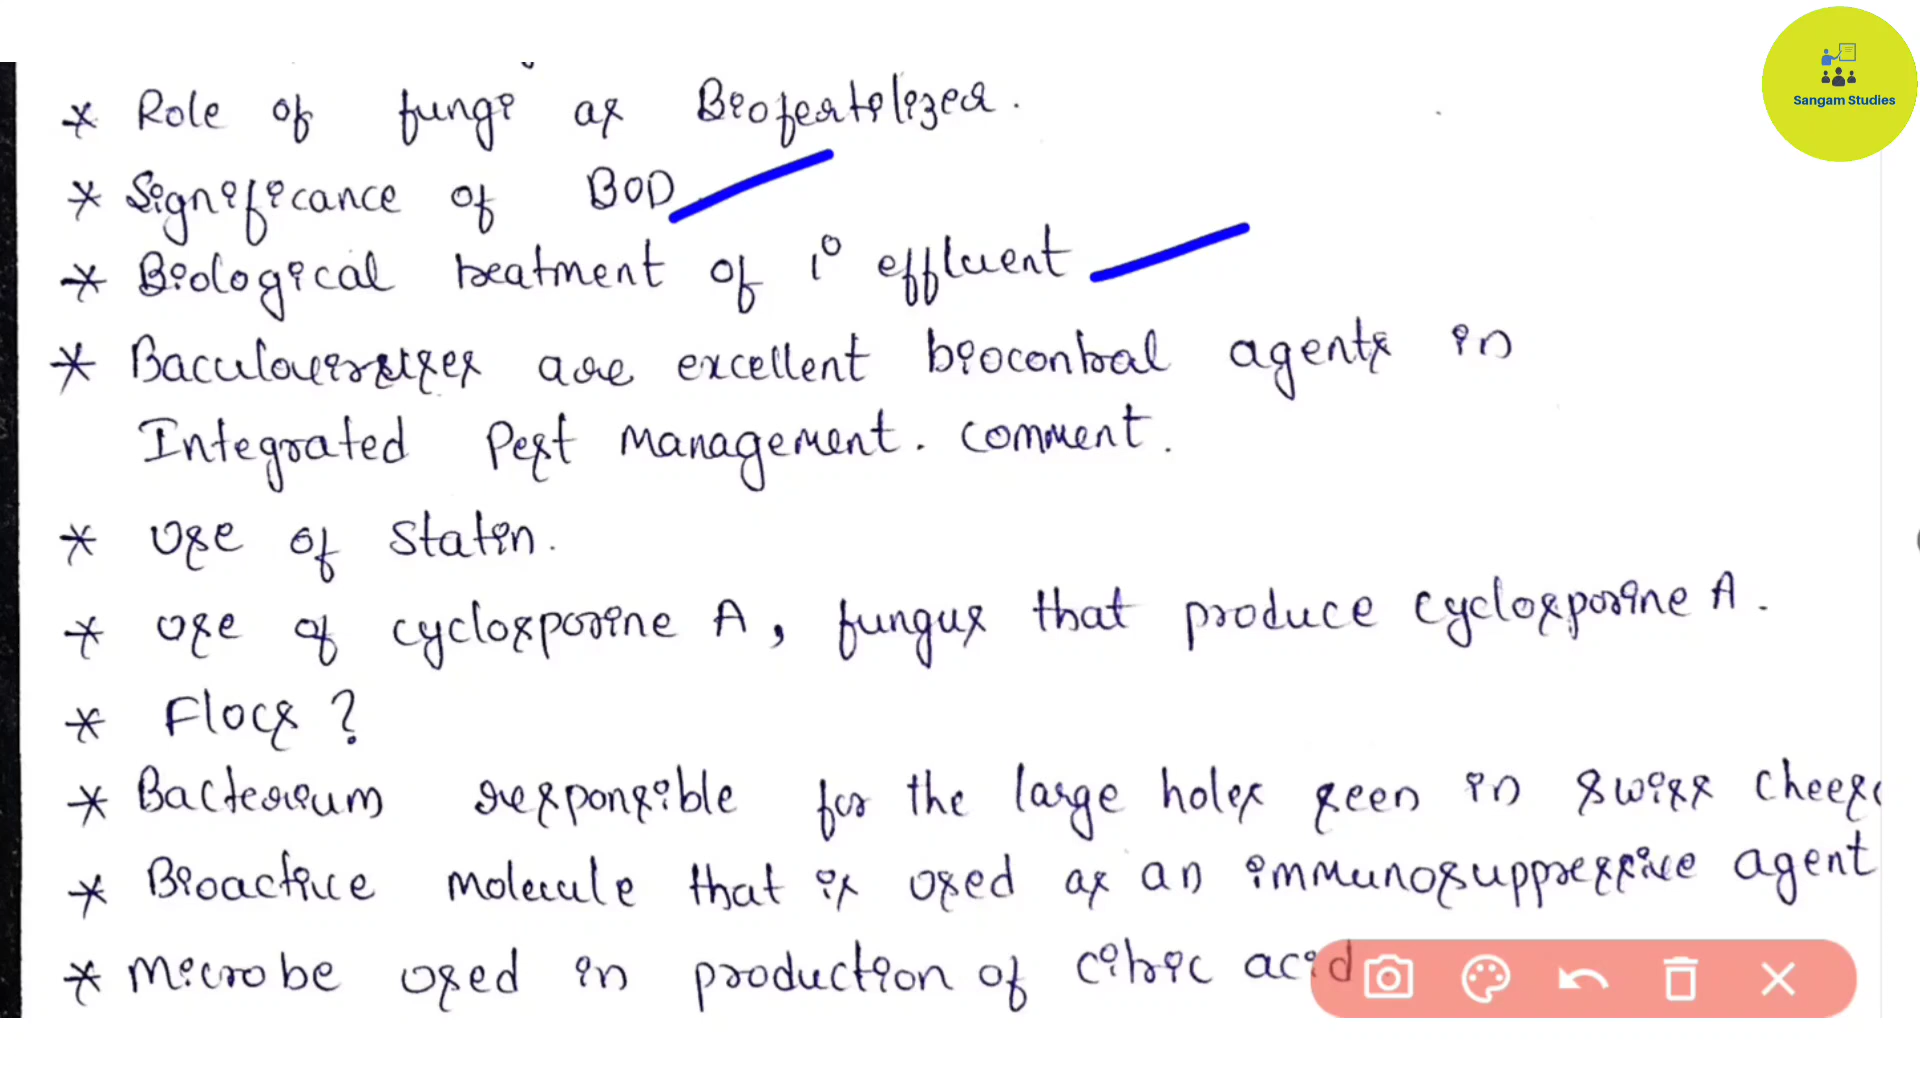 Sangam Studies
* Role of fungi as Biofertilizer.
* Significance of BOD
* Biological treatment of 1° effluent
* Baculoviruses are excellent biocontrol agents in
Integrated Pest Management. comment.
* Use of statin.
* Use of cyclosporine A, fungus that produce cyclosporine A.
* Flocs ?
* Bacterium responsible for the large holes seen in swiss cheese
* Bioactive molecule that is used as an immunosuppressive agent
* Microbe used in production of citric acid